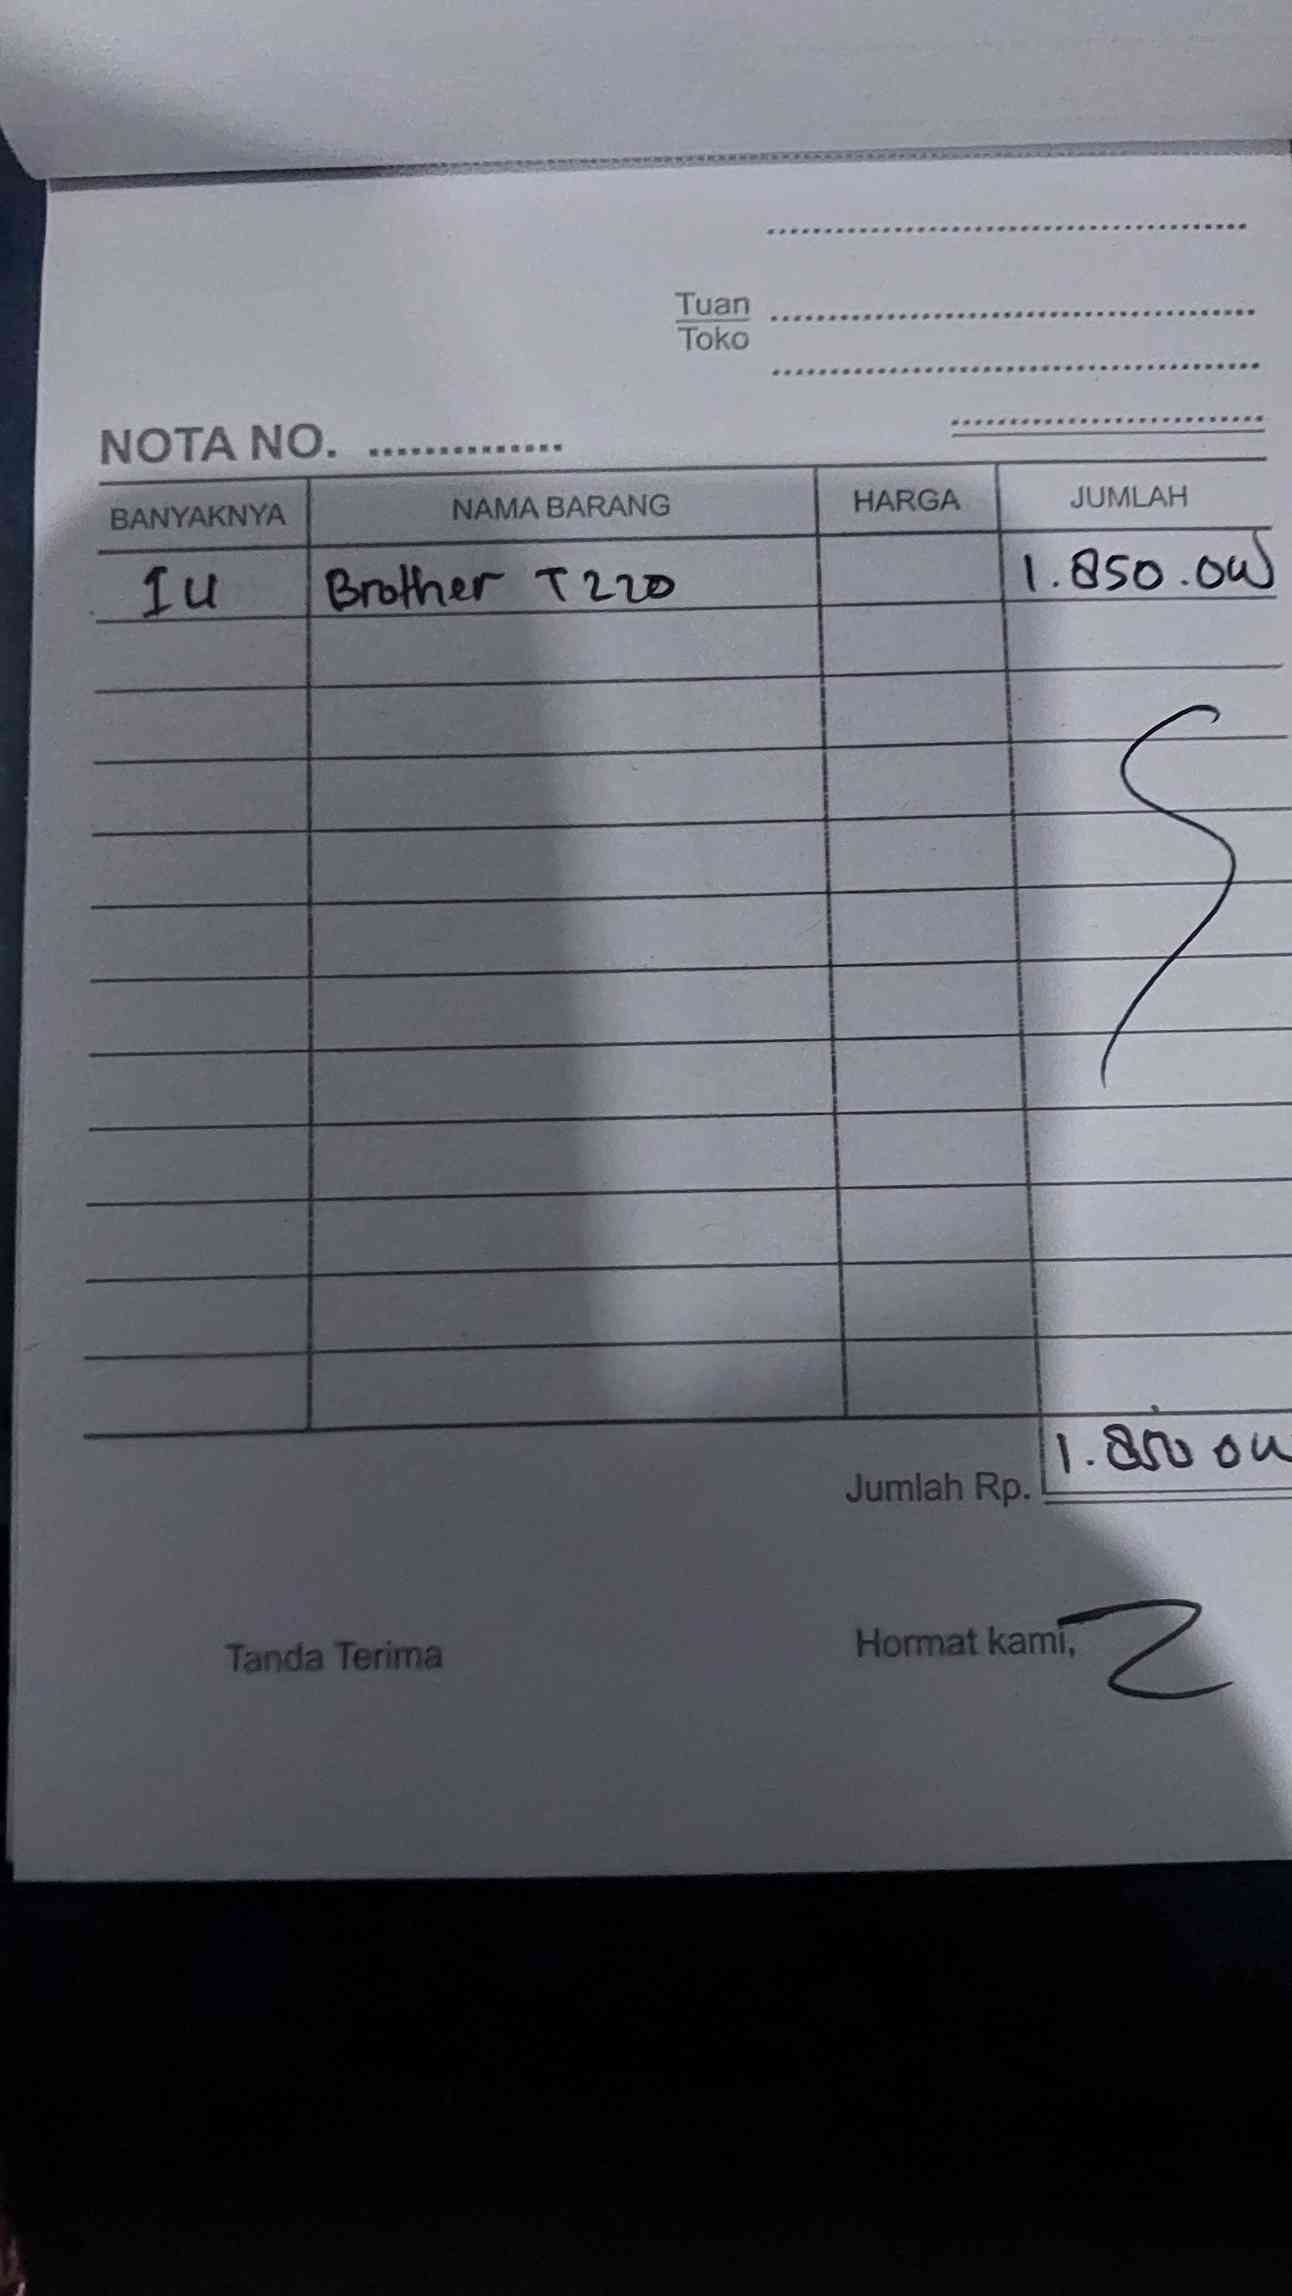 Tuan
Toko
NOTA NO. ...............
BANYAKNYA NAMA BARANG HARGA JUMLAH
1 U Brother T220 1.850.000
Jumlah Rp. 1.850 000
Tanda Terima Hormat kami,